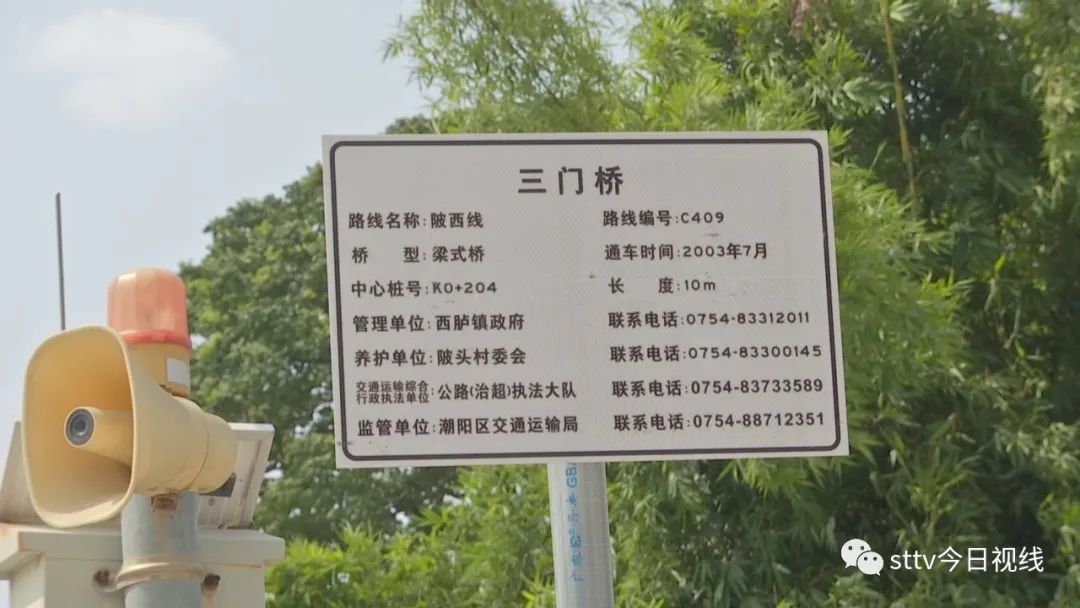 三门桥
路线名称:陂西线 路线编号:C409
桥 型:梁式桥 通车时间:2003年7月
中心桩号:K0+204 长 度:10m
管理单位:西胪镇政府 联系电话:0754-83312011
养护单位:陂头村委会 联系电话:0754-83300145
交通运输综合
行政执法单位:公路(治超)执法大队 联系电话:0754-83733589
监管单位:潮阳区交通运输局 联系电话:0754-88712351
sttv今日视线